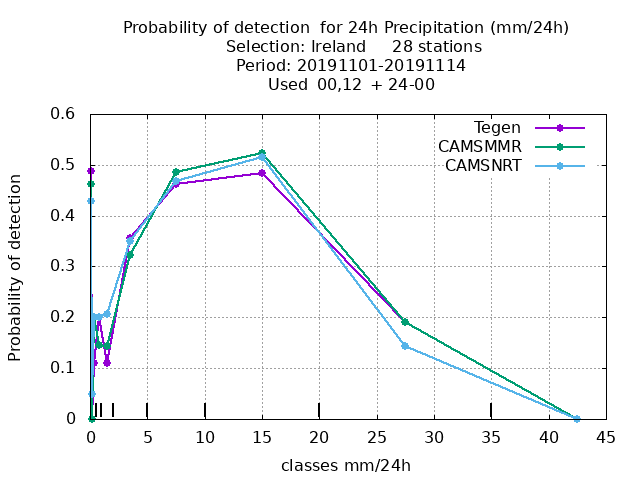 Probability of detection  for 24h Precipitation (mm/24h)
Selection: Ireland     28 stations
Period: 20191101-20191114
Used  00,12  + 24-00
Tegen
CAMSMMR
CAMSNRT
Probability of detection
0.6
0.5
0.4
0.3
0.2
0.1
0
0 5 10 15 20 25 30 35 40 45
classes mm/24h